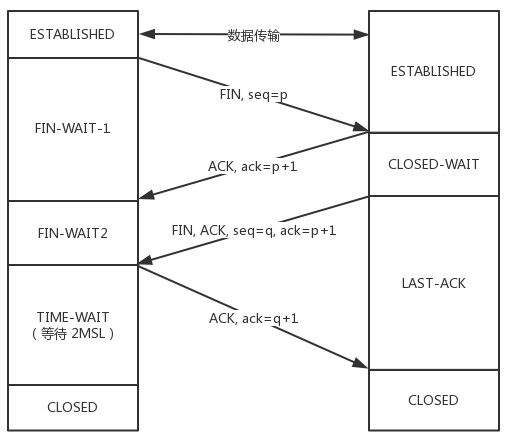 ESTABLISHED
数据传输
ESTABLISHED
FIN, seq=p
FIN-WAIT-1
ACK, ack=p+1
CLOSED-WAIT
FIN-WAIT2
FIN, ACK, seq=q, ack=p+1
LAST-ACK
TIME-WAIT
（等待 2MSL）
ACK, ack=q+1
CLOSED
CLOSED